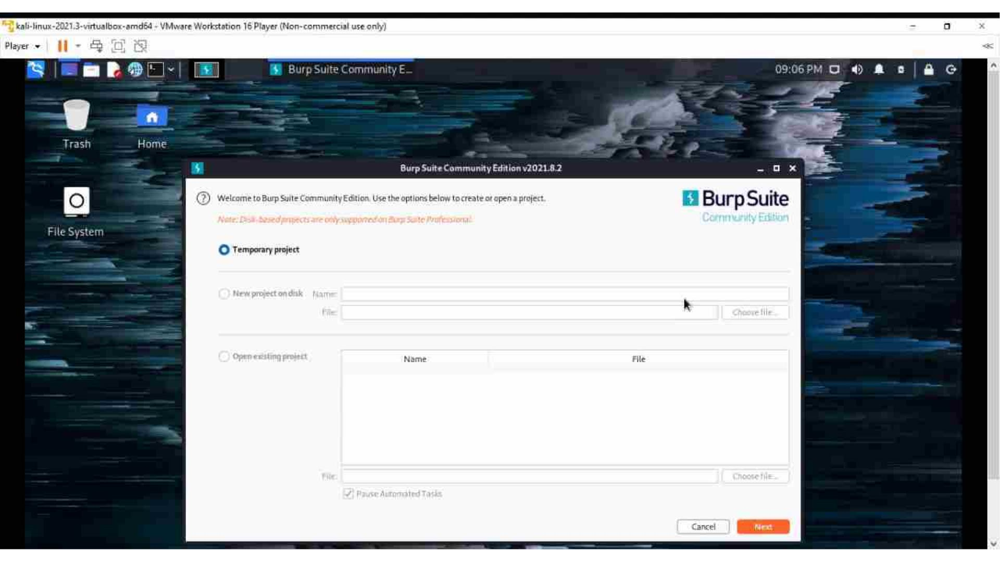 kali-linux-2021.3-virtualbox-amd64 - VMware Workstation 16 Player (Non-commercial use only)
Player
Burp Suite Community E...
09:06 PM
Trash
Home
File System
Burp Suite Community Edition v2021.8.2
Welcome to Burp Suite Community Edition. Use the options below to create or open a project.
Burp Suite
Community Edition
Note: Disk-based projects are only supported on Burp Suite Professional.
Temporary project
New project on disk Name:
File: Choose file...
Open existing project
Name File
File: Choose file...
Pause Automated Tasks
Cancel Next